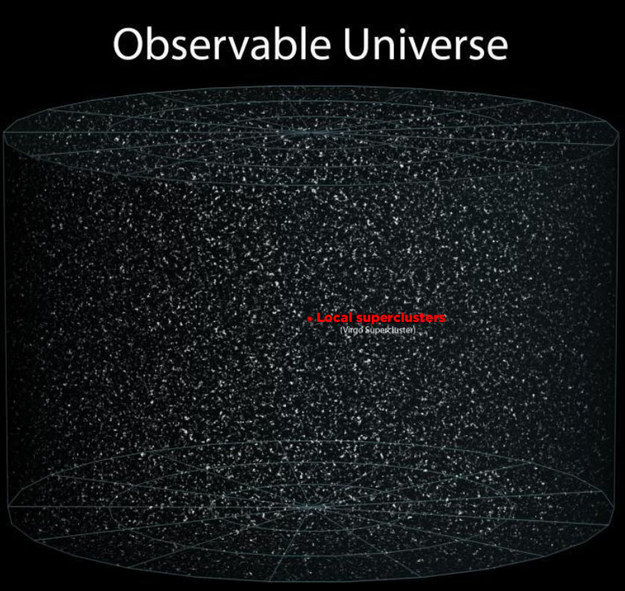 Observable Universe
Local superclusters
(Virgo Supercluster)